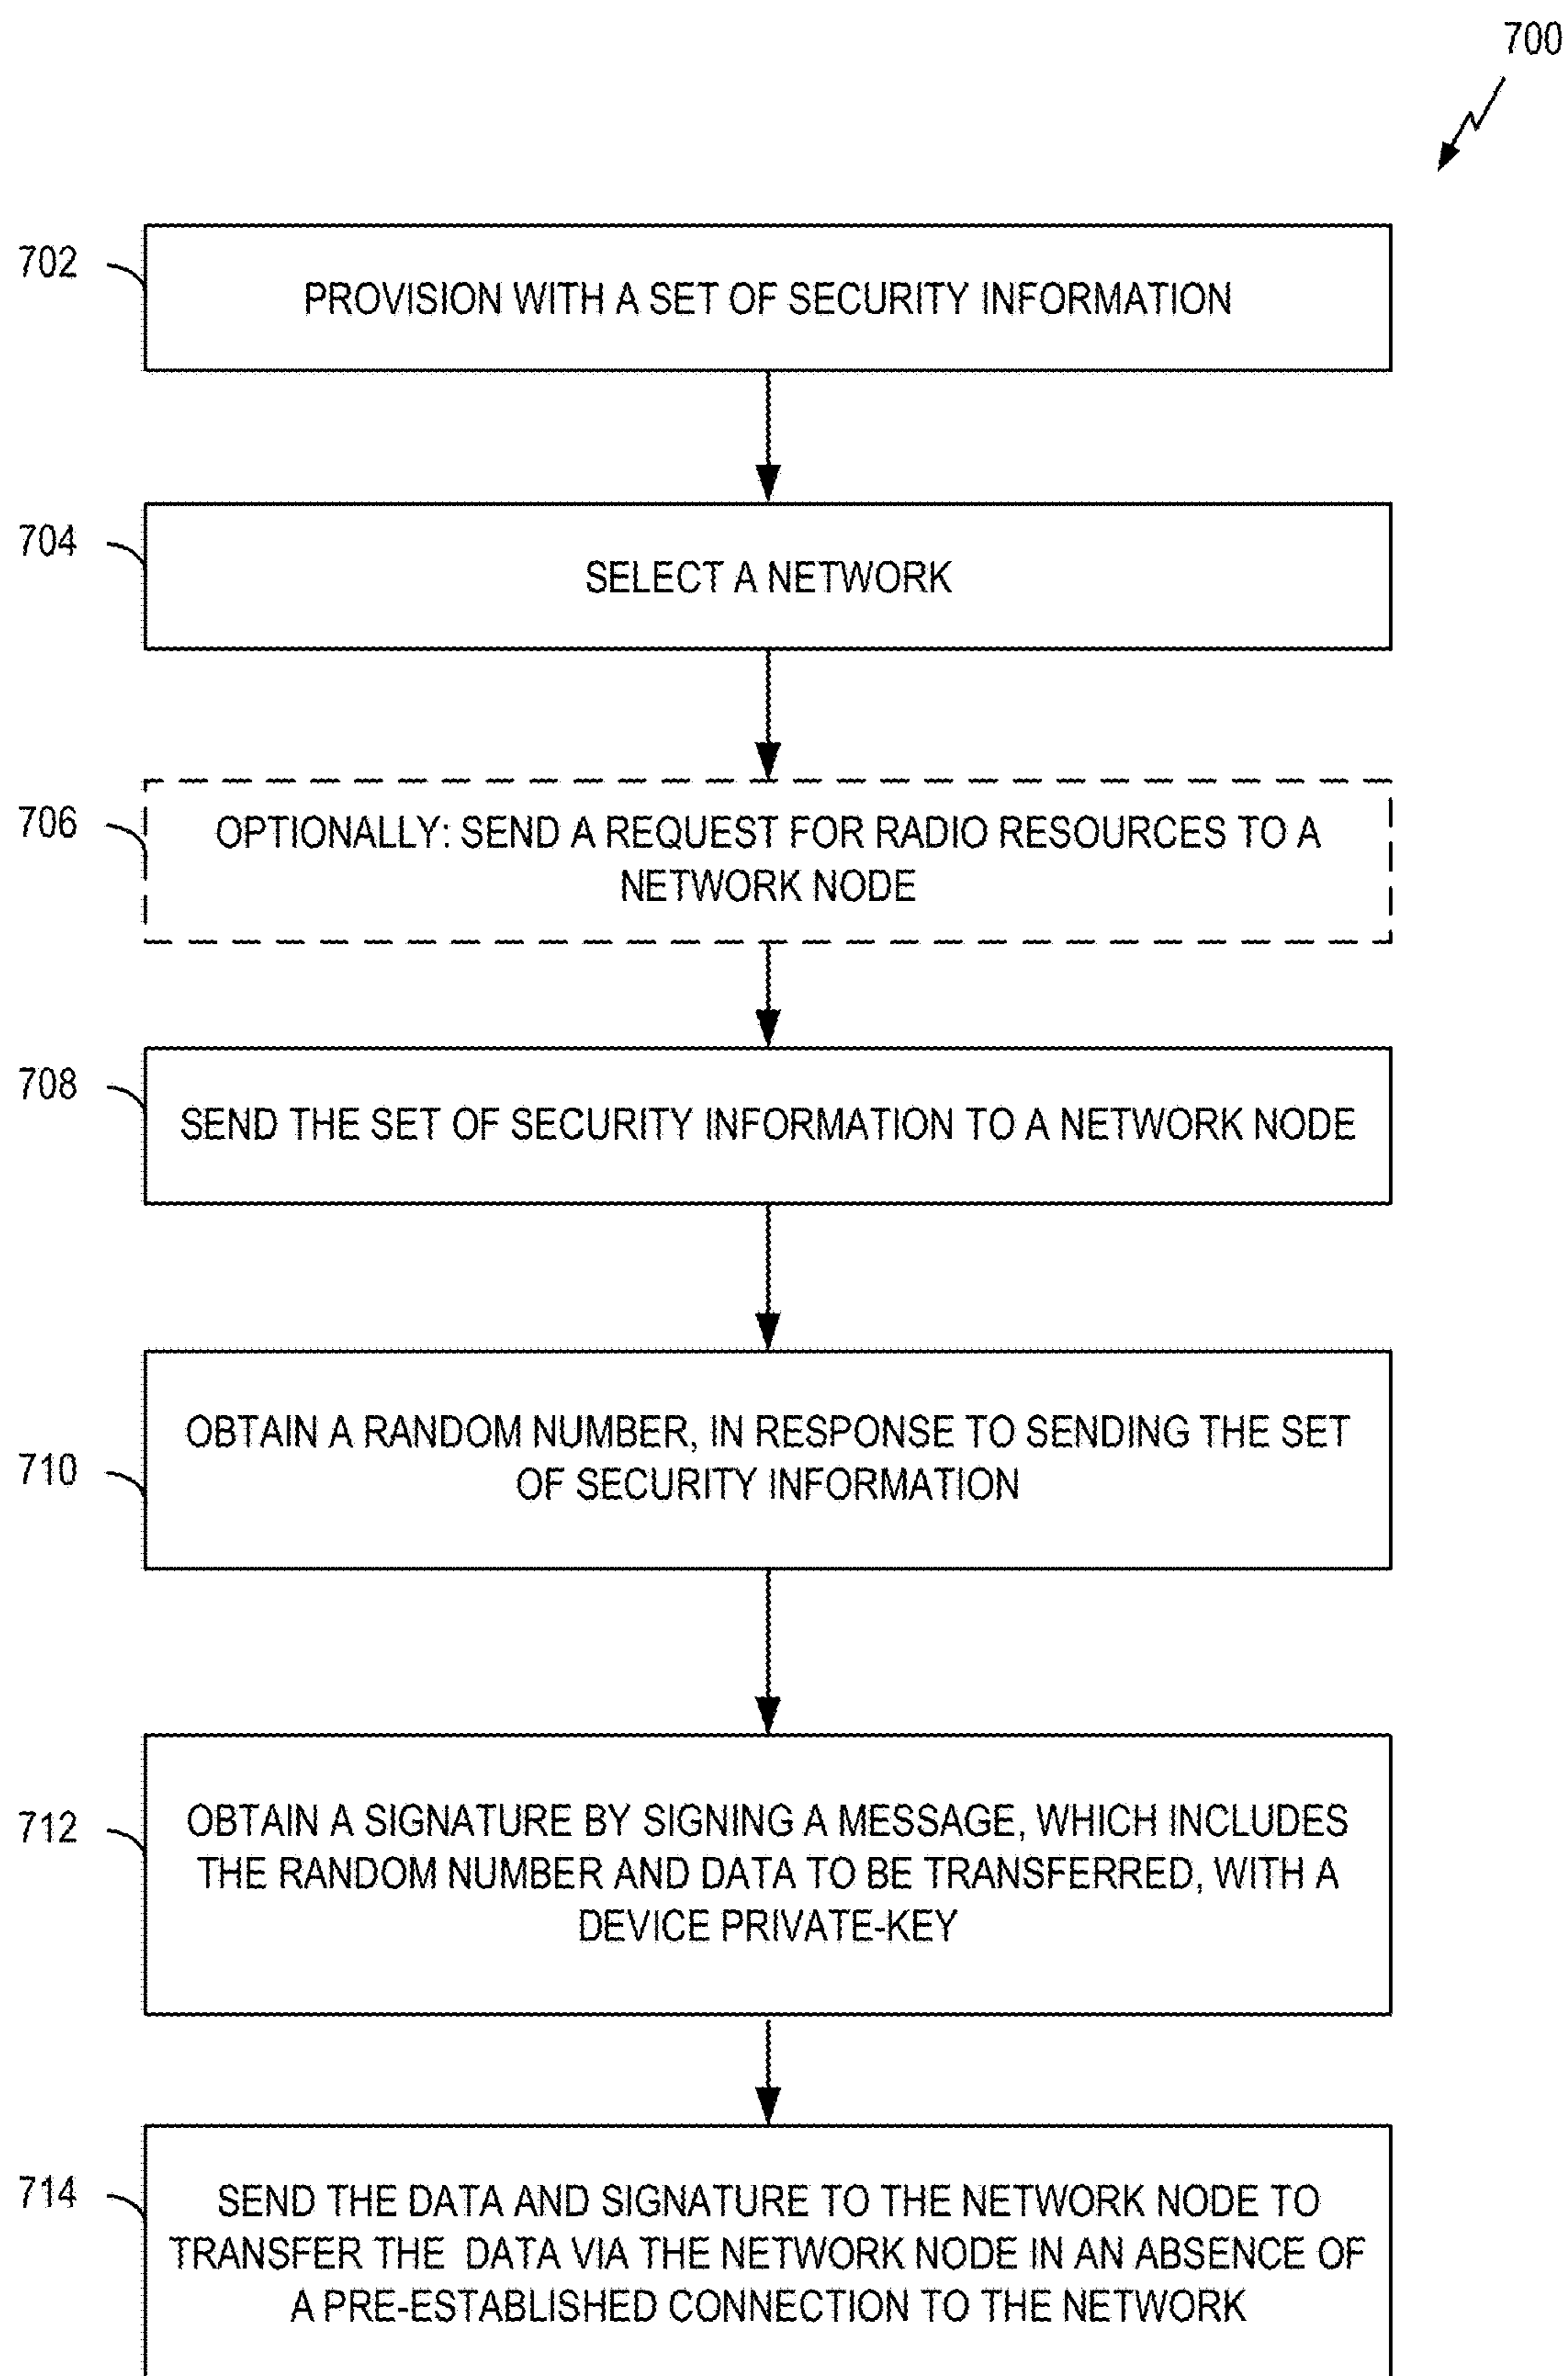 700
702
PROVISION WITH A SET OF SECURITY INFORMATION
704
SELECT A NETWORK
706
OPTIONALLY: SEND A REQUEST FOR RADIO RESOURCES TO A
NETWORK NODE
708
SEND THE SET OF SECURITY INFORMATION TO A NETWORK NODE
710
OBTAIN A RANDOM NUMBER, IN RESPONSE TO SENDING THE SET
OF SECURITY INFORMATION
712
OBTAIN A SIGNATURE BY SIGNING A MESSAGE, WHICH INCLUDES
THE RANDOM NUMBER AND DATA TO BE TRANSFERRED, WITH A
DEVICE PRIVATE-KEY
714
SEND THE DATA AND SIGNATURE TO THE NETWORK NODE TO
TRANSFER THE DATA VIA THE NETWORK NODE IN AN ABSENCE OF
A PRE-ESTABLISHED CONNECTION TO THE NETWORK